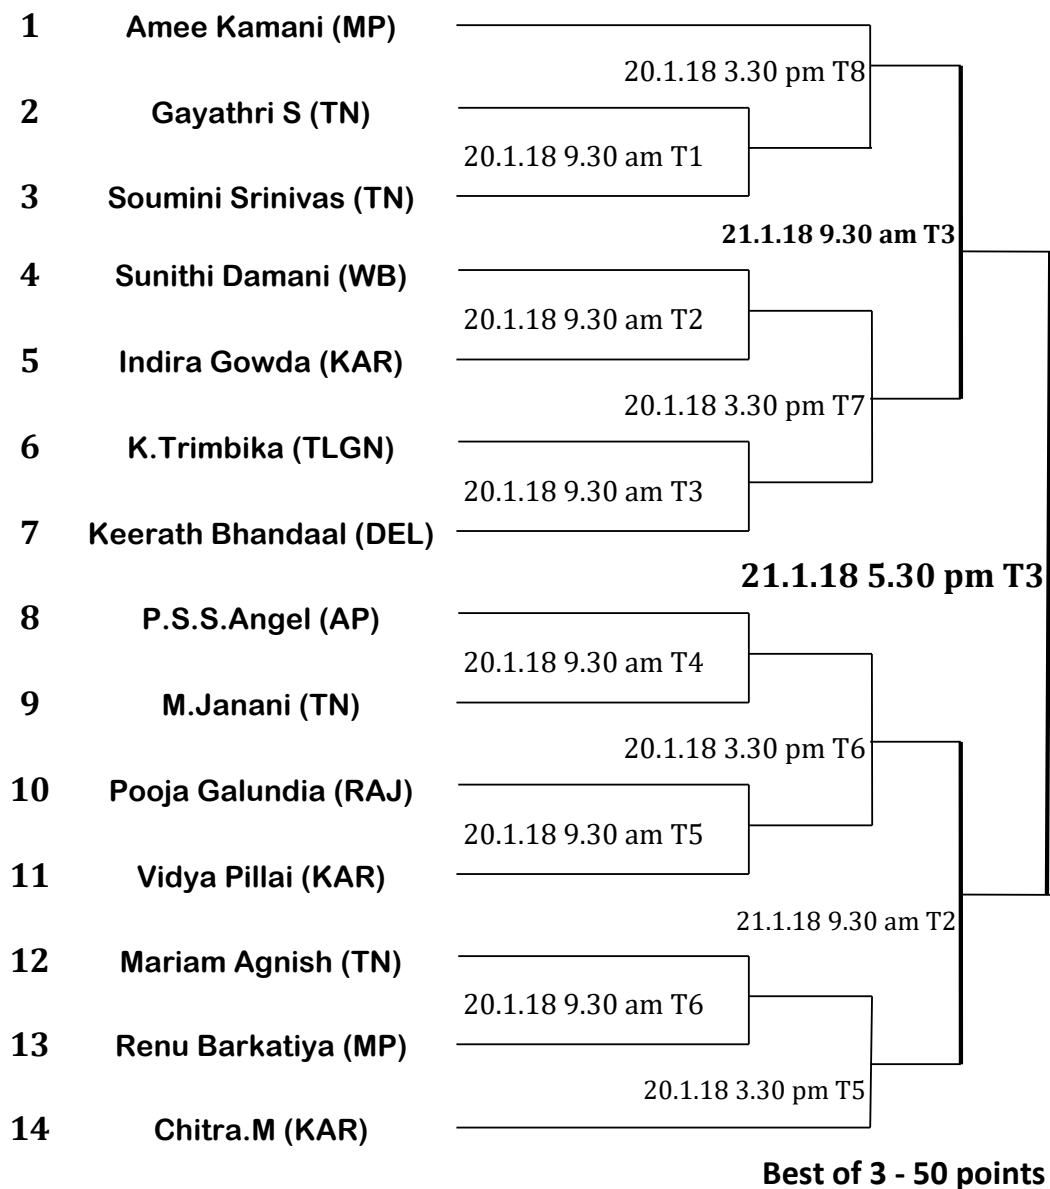 1 Amee Kamani (MP)
20.1.18 3.30 pm T8
2 Gayathri S (TN)
20.1.18 9.30 am T1
3 Soumini Srinivas (TN)
21.1.18 9.30 am T3
4 Sunithi Damani (WB)
20.1.18 9.30 am T2
5 Indira Gowda (KAR)
20.1.18 3.30 pm T7
6 K.Trimbika (TLGN)
20.1.18 9.30 am T3
7 Keerath Bhandaal (DEL)
21.1.18 5.30 pm T3
8 P.S.S.Angel (AP)
20.1.18 9.30 am T4
9 M.Janani (TN)
20.1.18 3.30 pm T6
10 Pooja Galundia (RAJ)
20.1.18 9.30 am T5
11 Vidya Pillai (KAR)
21.1.18 9.30 am T2
12 Mariam Agnish (TN)
20.1.18 9.30 am T6
13 Renu Barkatiya (MP)
20.1.18 3.30 pm T5
14 Chitra.M (KAR)
Best of 3 - 50 points